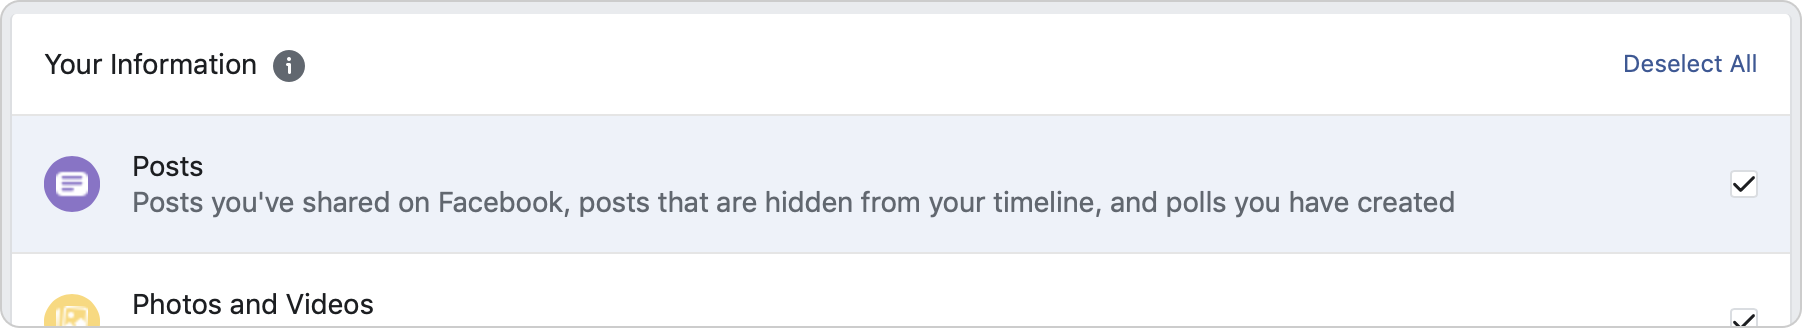 Your Information
Deselect All
Posts
Posts you've shared on Facebook, posts that are hidden from your timeline, and polls you have created
Photos and Videos